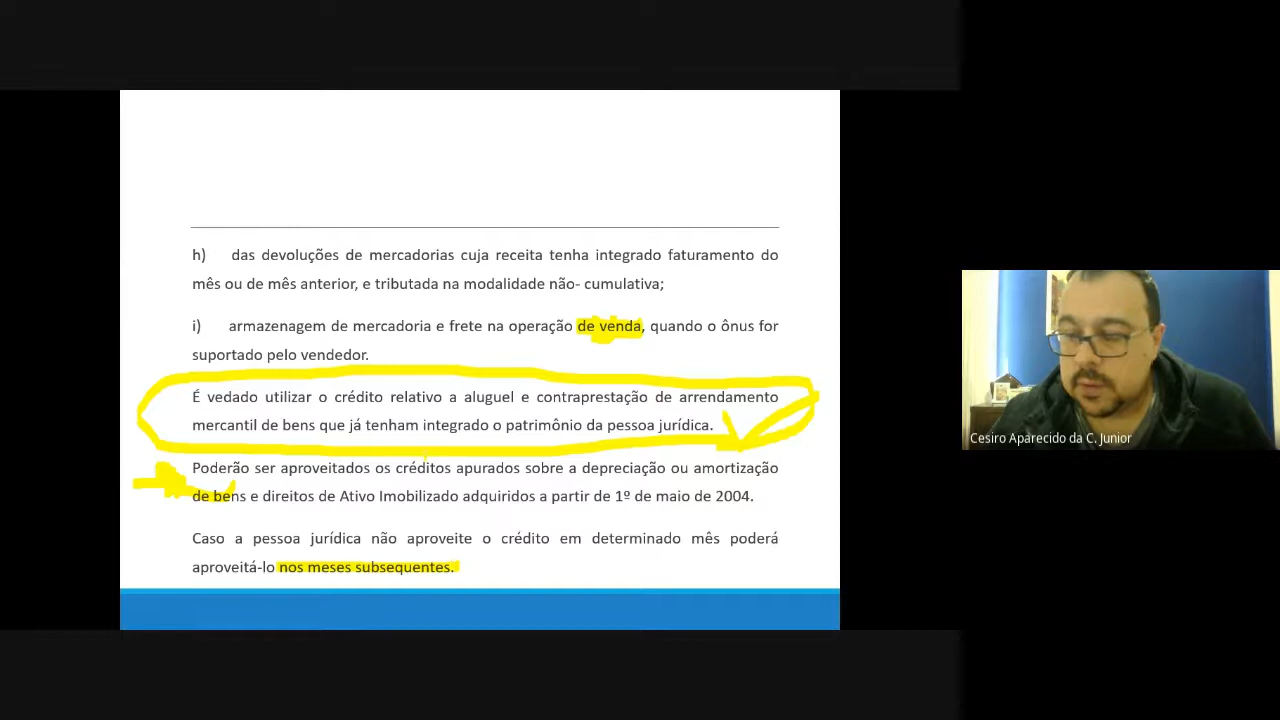 h) das devoluções de mercadorias cuja receita tenha integrado faturamento do
mês ou de mês anterior, e tributada na modalidade não- cumulativa;
i) armazenagem de mercadoria e frete na operação de venda, quando o ônus for
suportado pelo vendedor.
É vedado utilizar o crédito relativo a aluguel e contraprestação de arrendamento
mercantil de bens que já tenham integrado o patrimônio da pessoa jurídica.
Poderão ser aproveitados os créditos apurados sobre a depreciação ou amortização
de bens e direitos de Ativo Imobilizado adquiridos a partir de 1º de maio de 2004.
Caso a pessoa jurídica não aproveite o crédito em determinado mês poderá
aproveitá-lo nos meses subsequentes.
Cesiro Aparecido da C. Junior